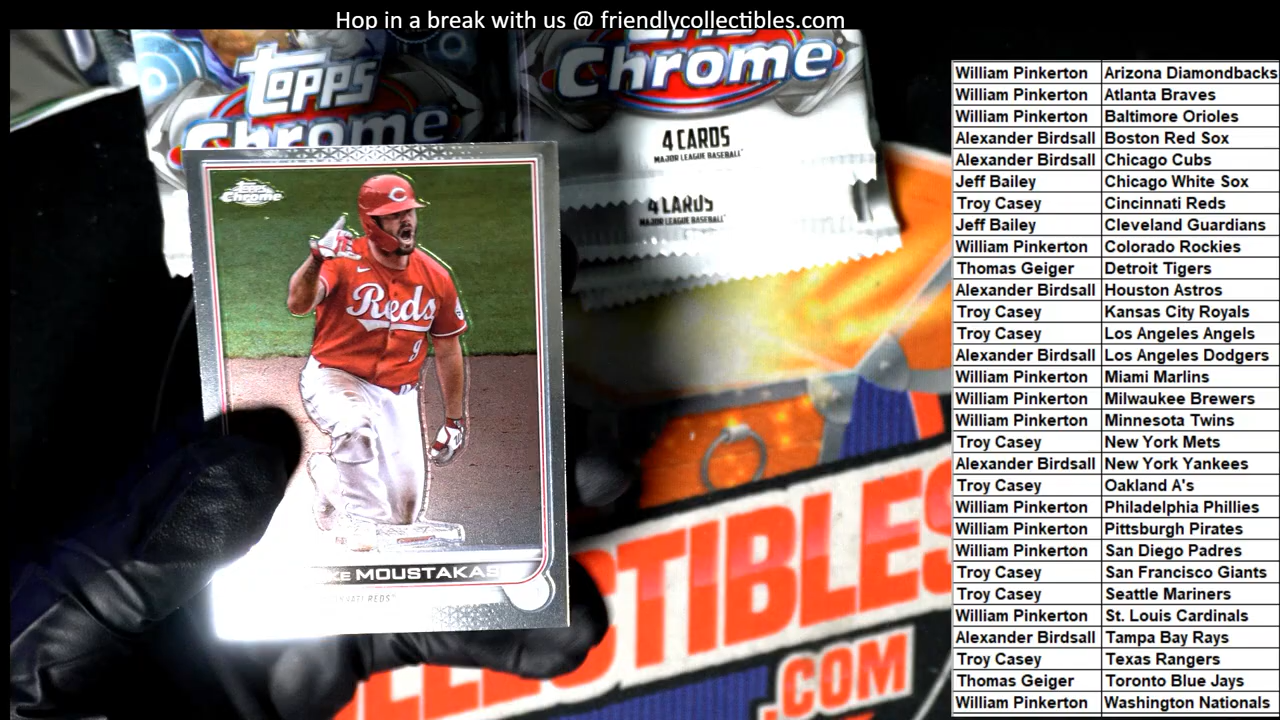 Hop in a break with us @ friendlycollectibles.com
Topps
Chrome
Chrome
4 CARDS
MAJOR LEAGUE BASEBALL
4 CARDS
MAJOR LEAGUE BASEBALL
Topps
Chrome
Reds
9
MOUSTAKAS
REDS
CTIBLES
.COM
William Pinkerton Arizona Diamondbacks
William Pinkerton Atlanta Braves
William Pinkerton Baltimore Orioles
Alexander Birdsall Boston Red Sox
Alexander Birdsall Chicago Cubs
Jeff Bailey Chicago White Sox
Troy Casey Cincinnati Reds
Jeff Bailey Cleveland Guardians
William Pinkerton Colorado Rockies
Thomas Geiger Detroit Tigers
Alexander Birdsall Houston Astros
Troy Casey Kansas City Royals
Troy Casey Los Angeles Angels
Alexander Birdsall Los Angeles Dodgers
William Pinkerton Miami Marlins
William Pinkerton Milwaukee Brewers
William Pinkerton Minnesota Twins
Troy Casey New York Mets
Alexander Birdsall New York Yankees
Troy Casey Oakland A's
William Pinkerton Philadelphia Phillies
William Pinkerton Pittsburgh Pirates
William Pinkerton San Diego Padres
Troy Casey San Francisco Giants
Troy Casey Seattle Mariners
William Pinkerton St. Louis Cardinals
Alexander Birdsall Tampa Bay Rays
Troy Casey Texas Rangers
Thomas Geiger Toronto Blue Jays
William Pinkerton Washington Nationals